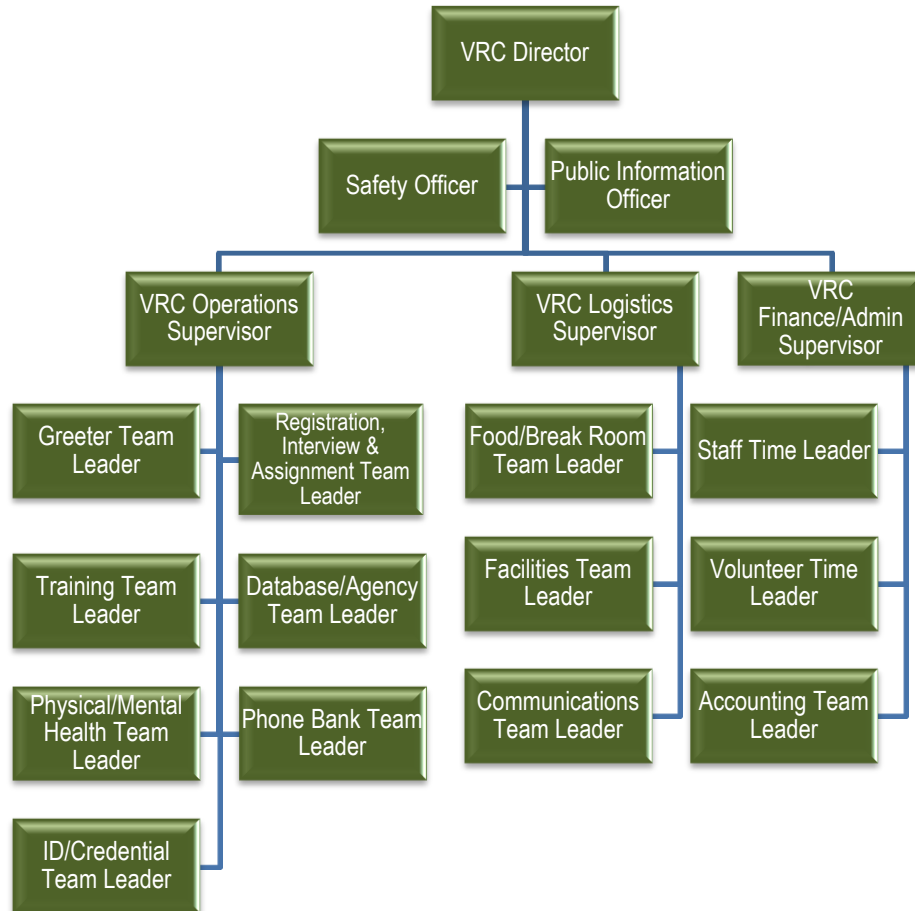 VRC Director
Safety Officer
Public Information
Officer
VRC Operations
Supervisor
VRC Logistics
Supervisor
VRC
Finance/Admin
Supervisor
Greeter Team
Leader
Registration,
Interview &
Assignment Team
Leader
Food/Break Room
Team Leader
Staff Time Leader
Training Team
Leader
Database/Agency
Team Leader
Facilities Team
Leader
Volunteer Time
Leader
Physical/Mental
Health Team
Leader
Phone Bank Team
Leader
Communications
Team Leader
Accounting Team
Leader
ID/Credential
Team Leader